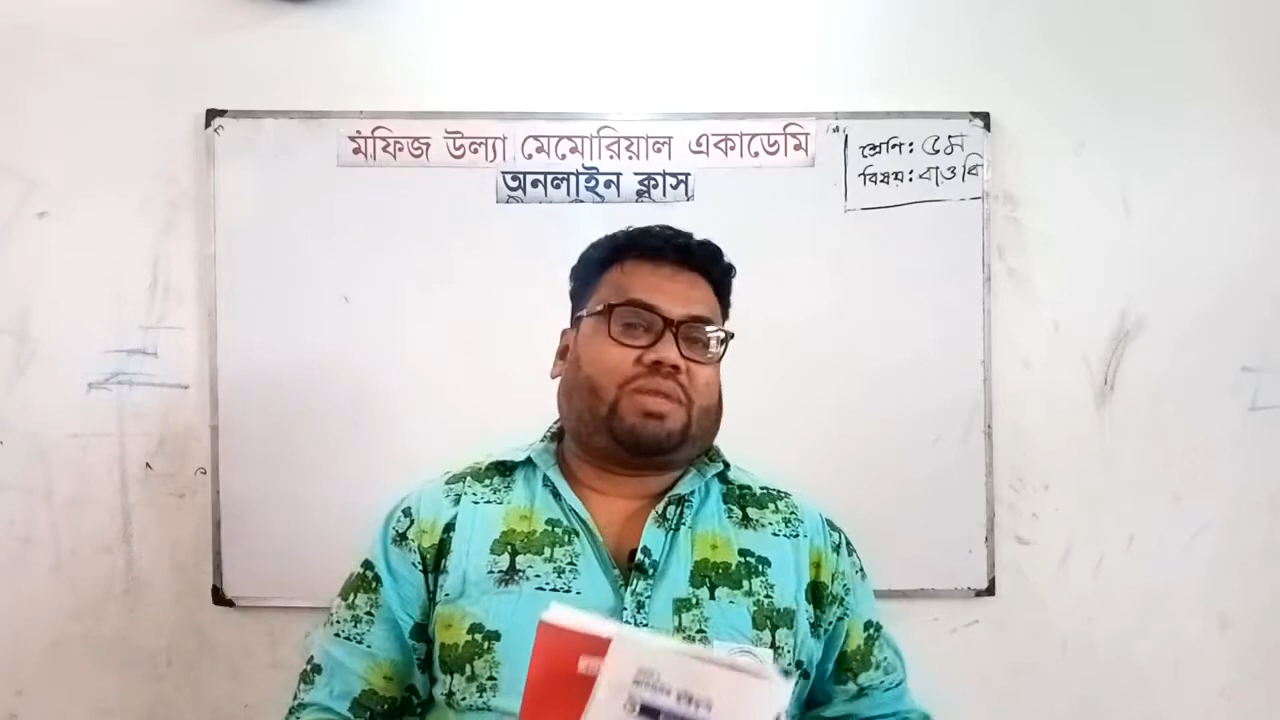 মফিজ উল্যা মেমোরিয়াল একাডেমি
অনলাইন ক্লাস
শ্রেণি: ৫ম
বিষয়: বাওবি